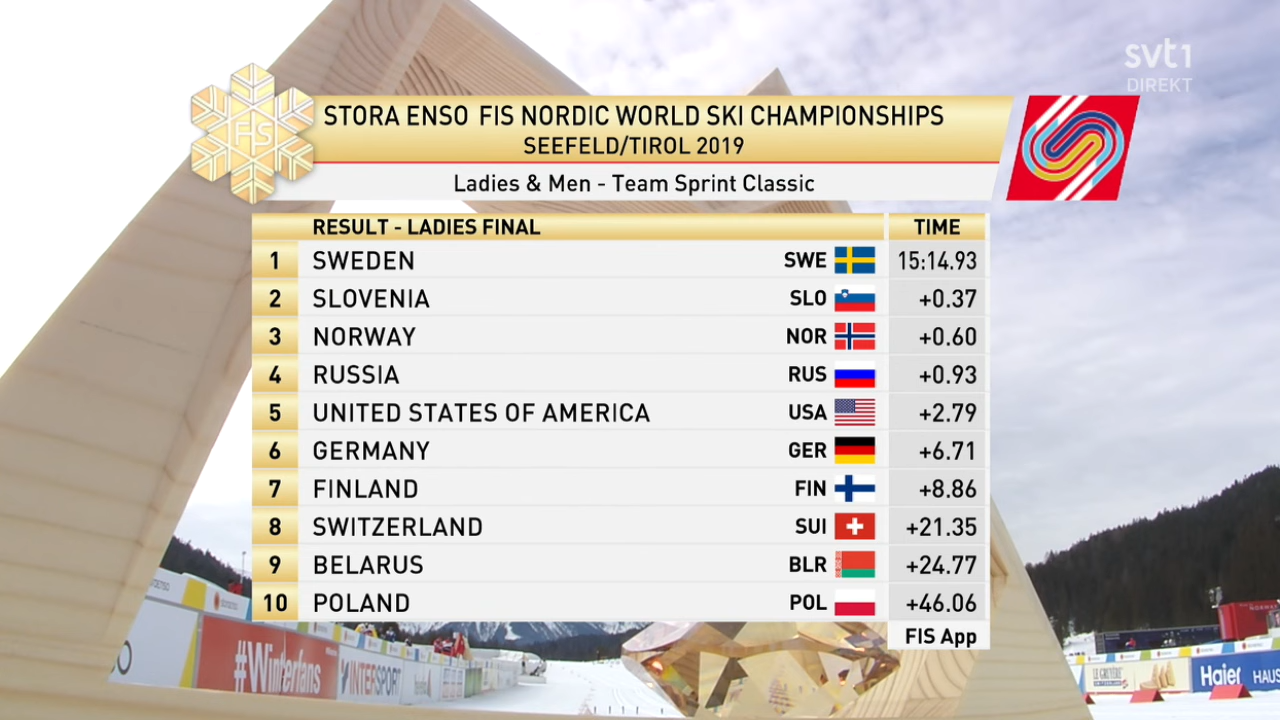 svt1
DIREKT
FIS
STORA ENSO FIS NORDIC WORLD SKI CHAMPIONSHIPS
SEEFELD/TIROL 2019
Ladies & Men - Team Sprint Classic
RESULT - LADIES FINAL TIME
1 SWEDEN SWE 15:14.93
2 SLOVENIA SLO +0.37
3 NORWAY NOR +0.60
4 RUSSIA RUS +0.93
5 UNITED STATES OF AMERICA USA +2.79
6 GERMANY GER +6.71
7 FINLAND FIN +8.86
8 SWITZERLAND SUI +21.35
9 BELARUS BLR +24.77
10 POLAND POL +46.06
FIS App
#Winterfans
INTERSPORT
LE GRUYÈRE
Haier HAUS